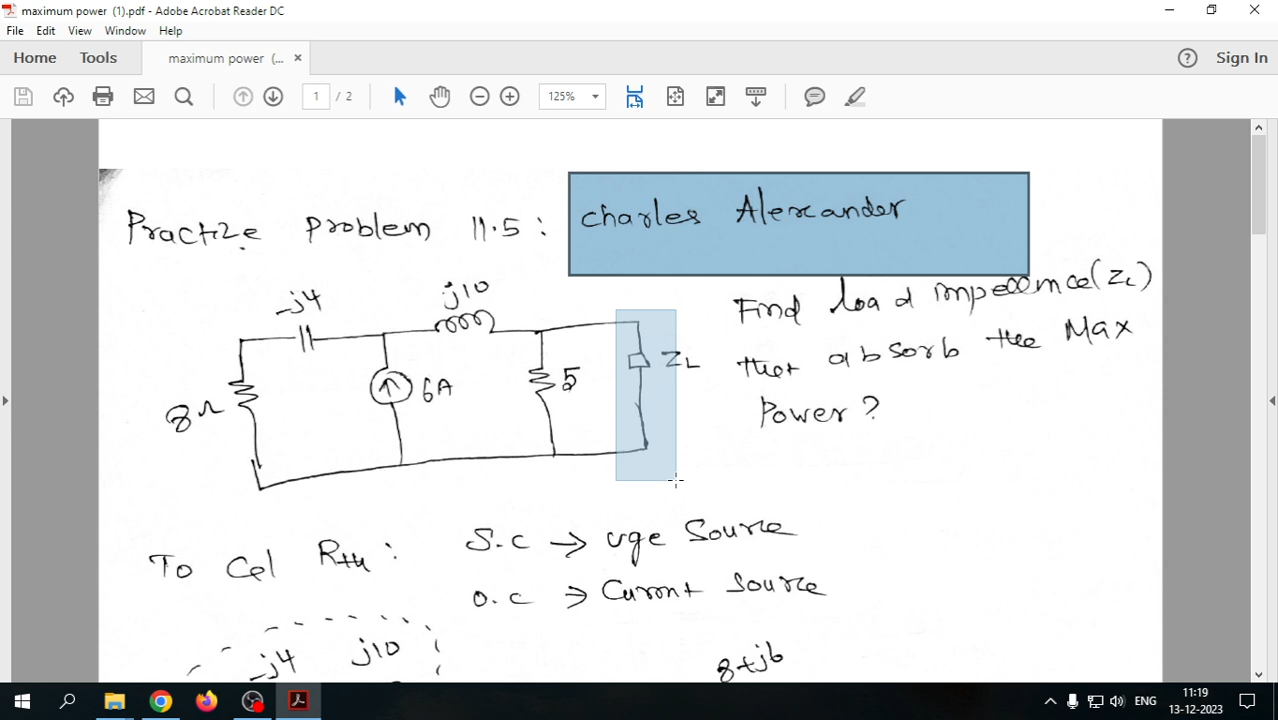 maximum power (1).pdf - Adobe Acrobat Reader DC
File Edit View Window Help
Home Tools maximum power (... × Sign In
1 / 2 125%
Practize Problem 11.5 : Charles Alexander
-j4 j10
8Ω 6A 5 ZL
Find load impedence (ZL)
that absorb the Max
Power ?
To Cal Rth : S.C → vge Source
O.C → Current Source
-j4 j10 8+j6
ENG 11:19
13-12-2023